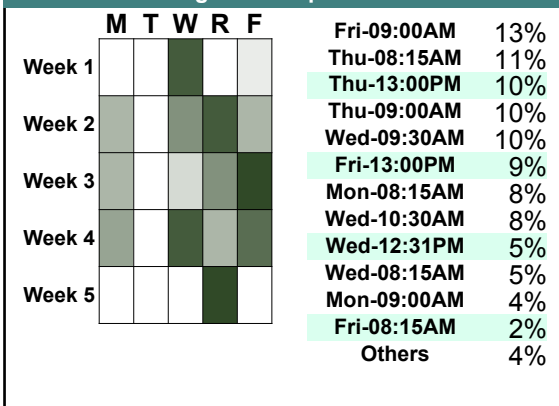 M T W R F
Week 1
Week 2
Week 3
Week 4
Week 5
Fri-09:00AM 13%
Thu-08:15AM 11%
Thu-13:00PM 10%
Thu-09:00AM 10%
Wed-09:30AM 10%
Fri-13:00PM 9%
Mon-08:15AM 8%
Wed-10:30AM 8%
Wed-12:31PM 5%
Wed-08:15AM 5%
Mon-09:00AM 4%
Fri-08:15AM 2%
Others 4%